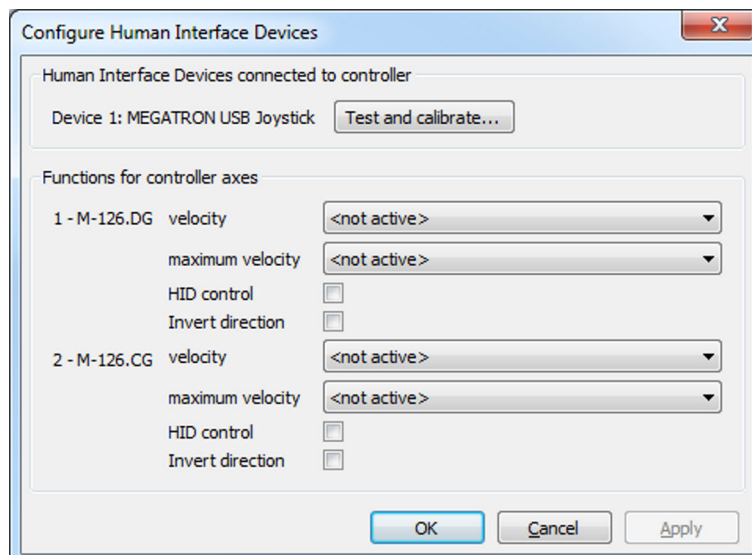 Configure Human Interface Devices
Human Interface Devices connected to controller
Device 1: MEGATRON USB Joystick Test and calibrate...
Functions for controller axes
1 - M-126.DG velocity <not active>
maximum velocity <not active>
HID control
Invert direction
2 - M-126.CG velocity <not active>
maximum velocity <not active>
HID control
Invert direction
OK Cancel Apply